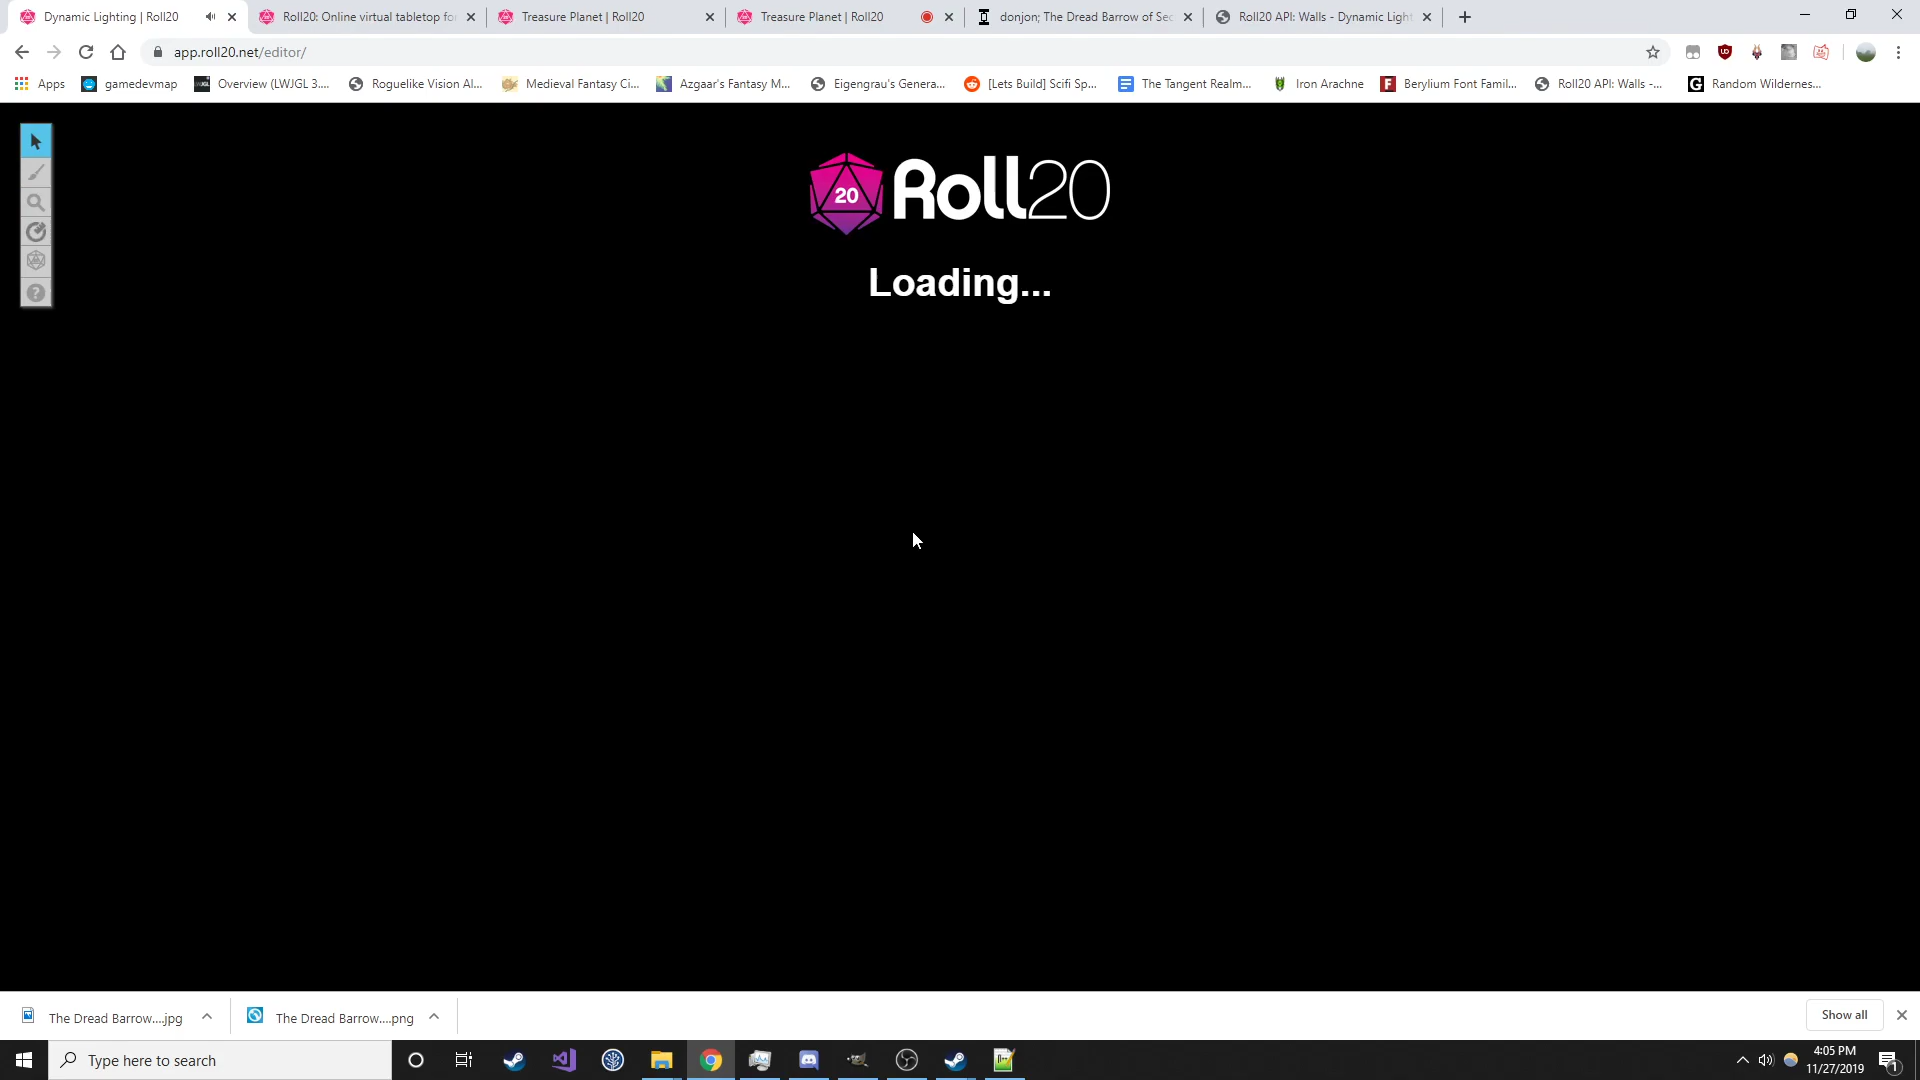 Dynamic Lighting | Roll20
Roll20: Online virtual tabletop fo
Treasure Planet | Roll20
Treasure Planet | Roll20
donjon; The Dread Barrow of Sec
Roll20 API: Walls - Dynamic Light
app.roll20.net/editor/
Apps
gamedevmap
Overview (LWJGL 3....
Roguelike Vision Al...
Medieval Fantasy Ci...
Azgaar's Fantasy M...
Eigengrau's Genera...
[Lets Build] Scifi Sp...
The Tangent Realm...
Iron Arachne
Berylium Font Famil...
Roll20 API: Walls -...
Random Wildernes...
20 Roll20
Loading...
The Dread Barrow....jpg
The Dread Barrow....png
Show all
Type here to search
4:05 PM
11/27/2019
1